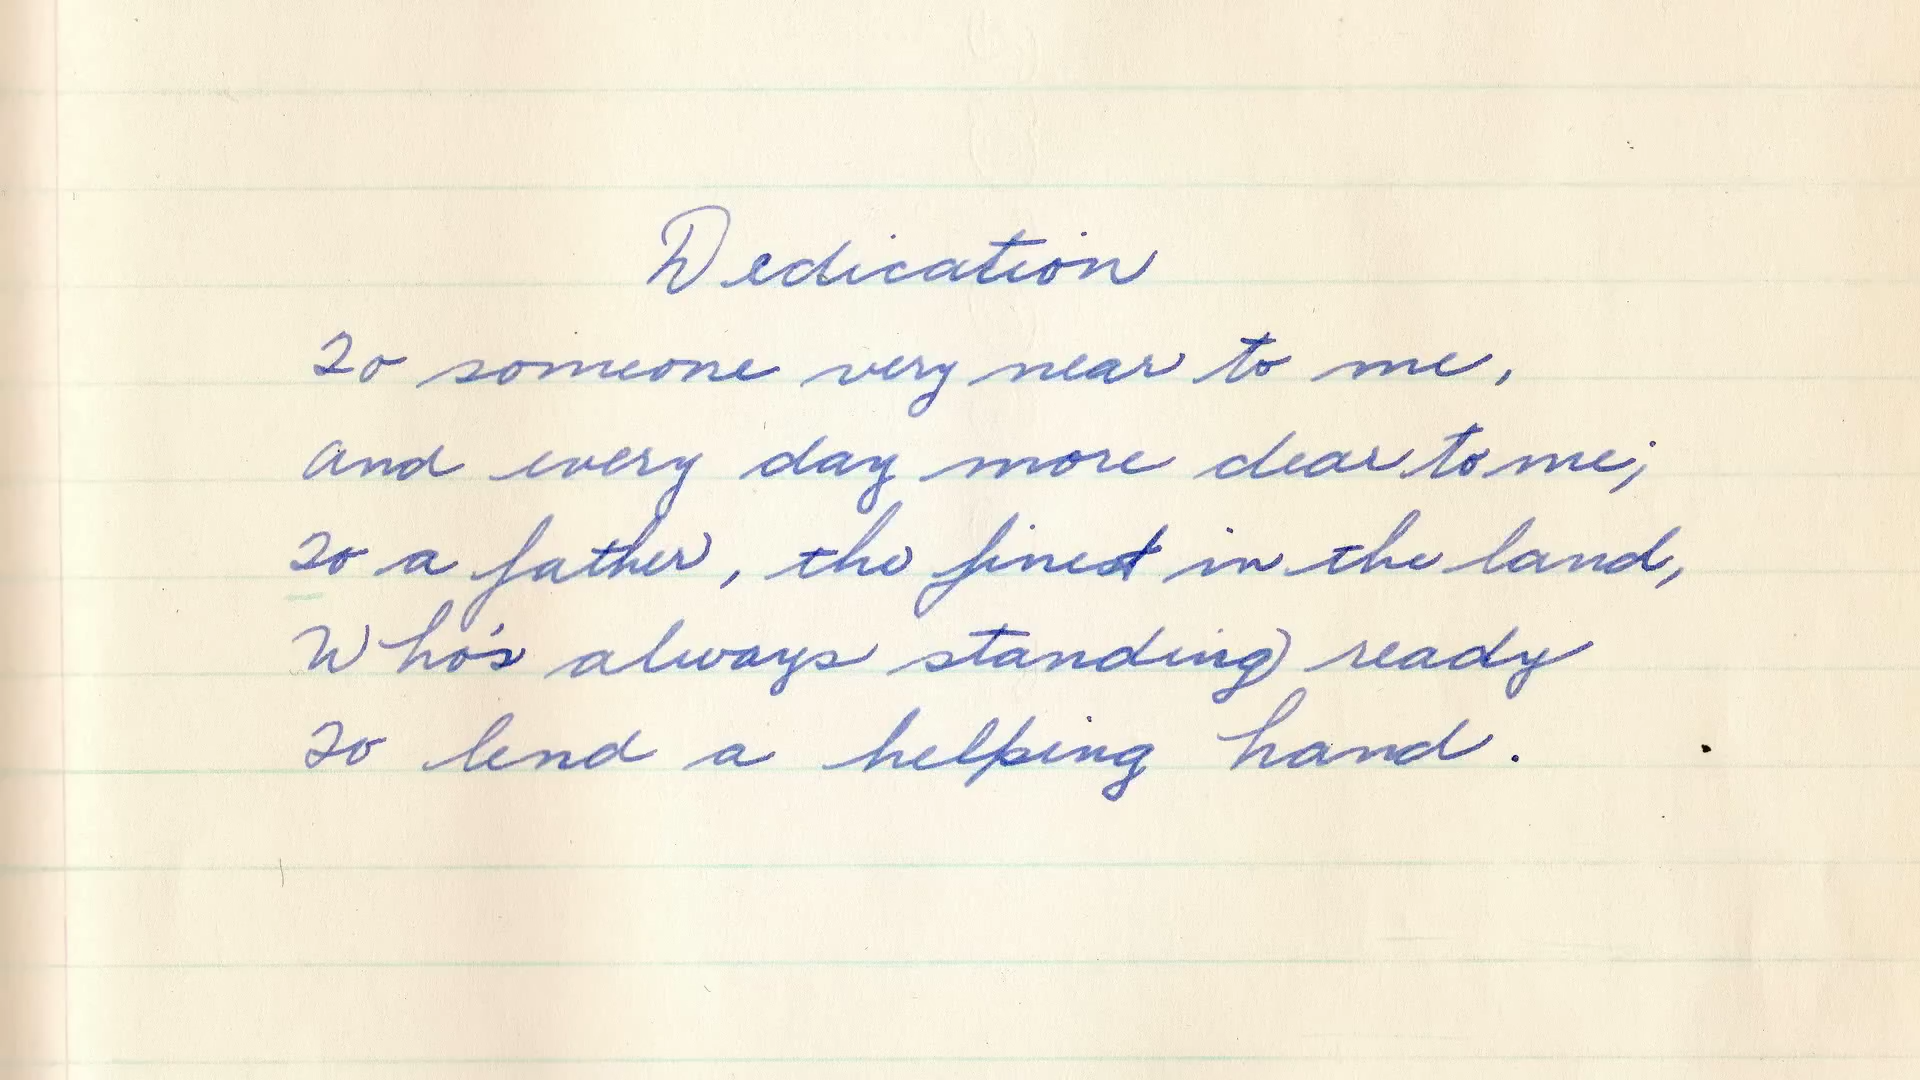 Dedication
To someone very near to me,
And every day more dear to me;
To a father, the finest in the land,
Who's always standing ready
To lend a helping hand.